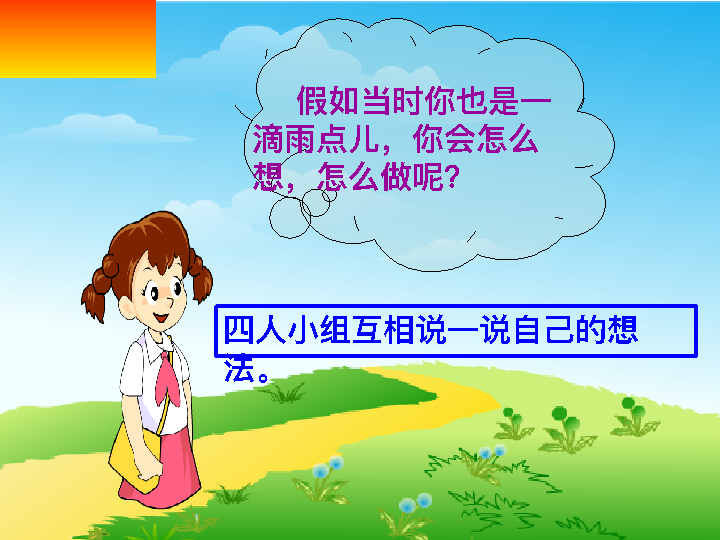 假如当时你也是一
滴雨点儿，你会怎么
想，怎么做呢？
四人小组互相说一说自己的想
法。